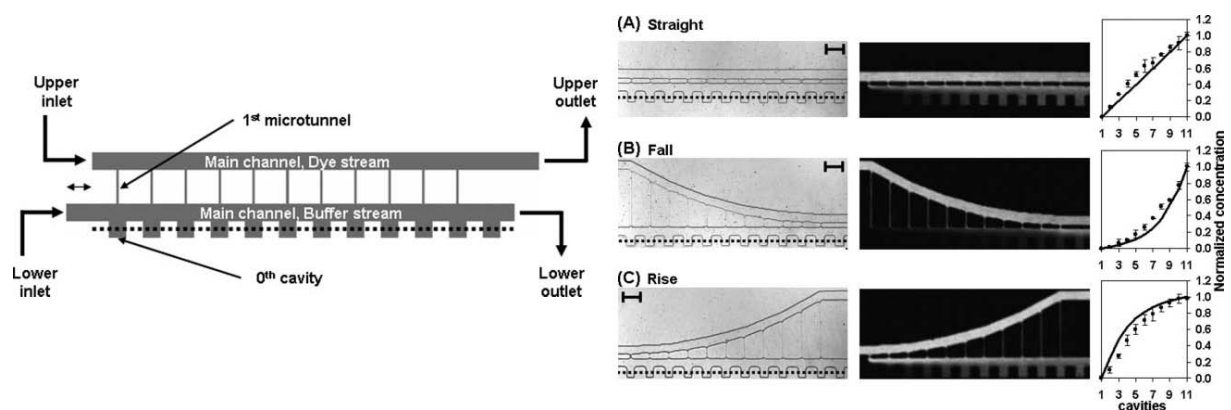 Upper
inlet
Upper
outlet
1st microtunnel
Main channel, Dye stream
Main channel, Buffer stream
Lower
inlet
Lower
outlet
0th cavity
(A) Straight
1.2
1.0
0.8
0.6
0.4
0.2
0.0
1 3 5 7 9 11
(B) Fall
1.2
1.0
0.8
0.6
0.4
0.2
0.0
1 3 5 7 9 11
Normalized concentration
(C) Rise
1.2
1.0
0.8
0.6
0.4
0.2
0.0
1 3 5 7 9 11
cavities